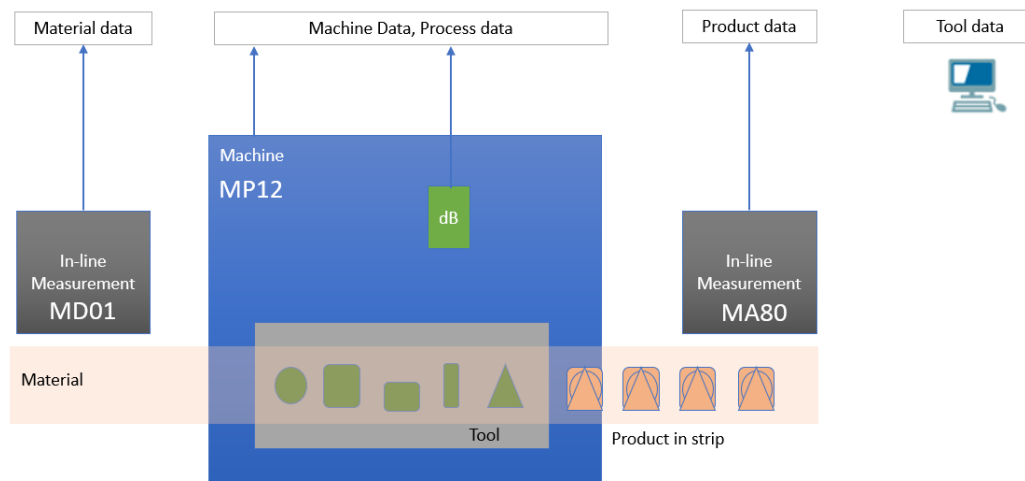 Material data
Machine Data, Process data
Product data
Tool data
Machine
MP12
dB
In-line
Measurement
MD01
In-line
Measurement
MA80
Material
Tool
Product in strip